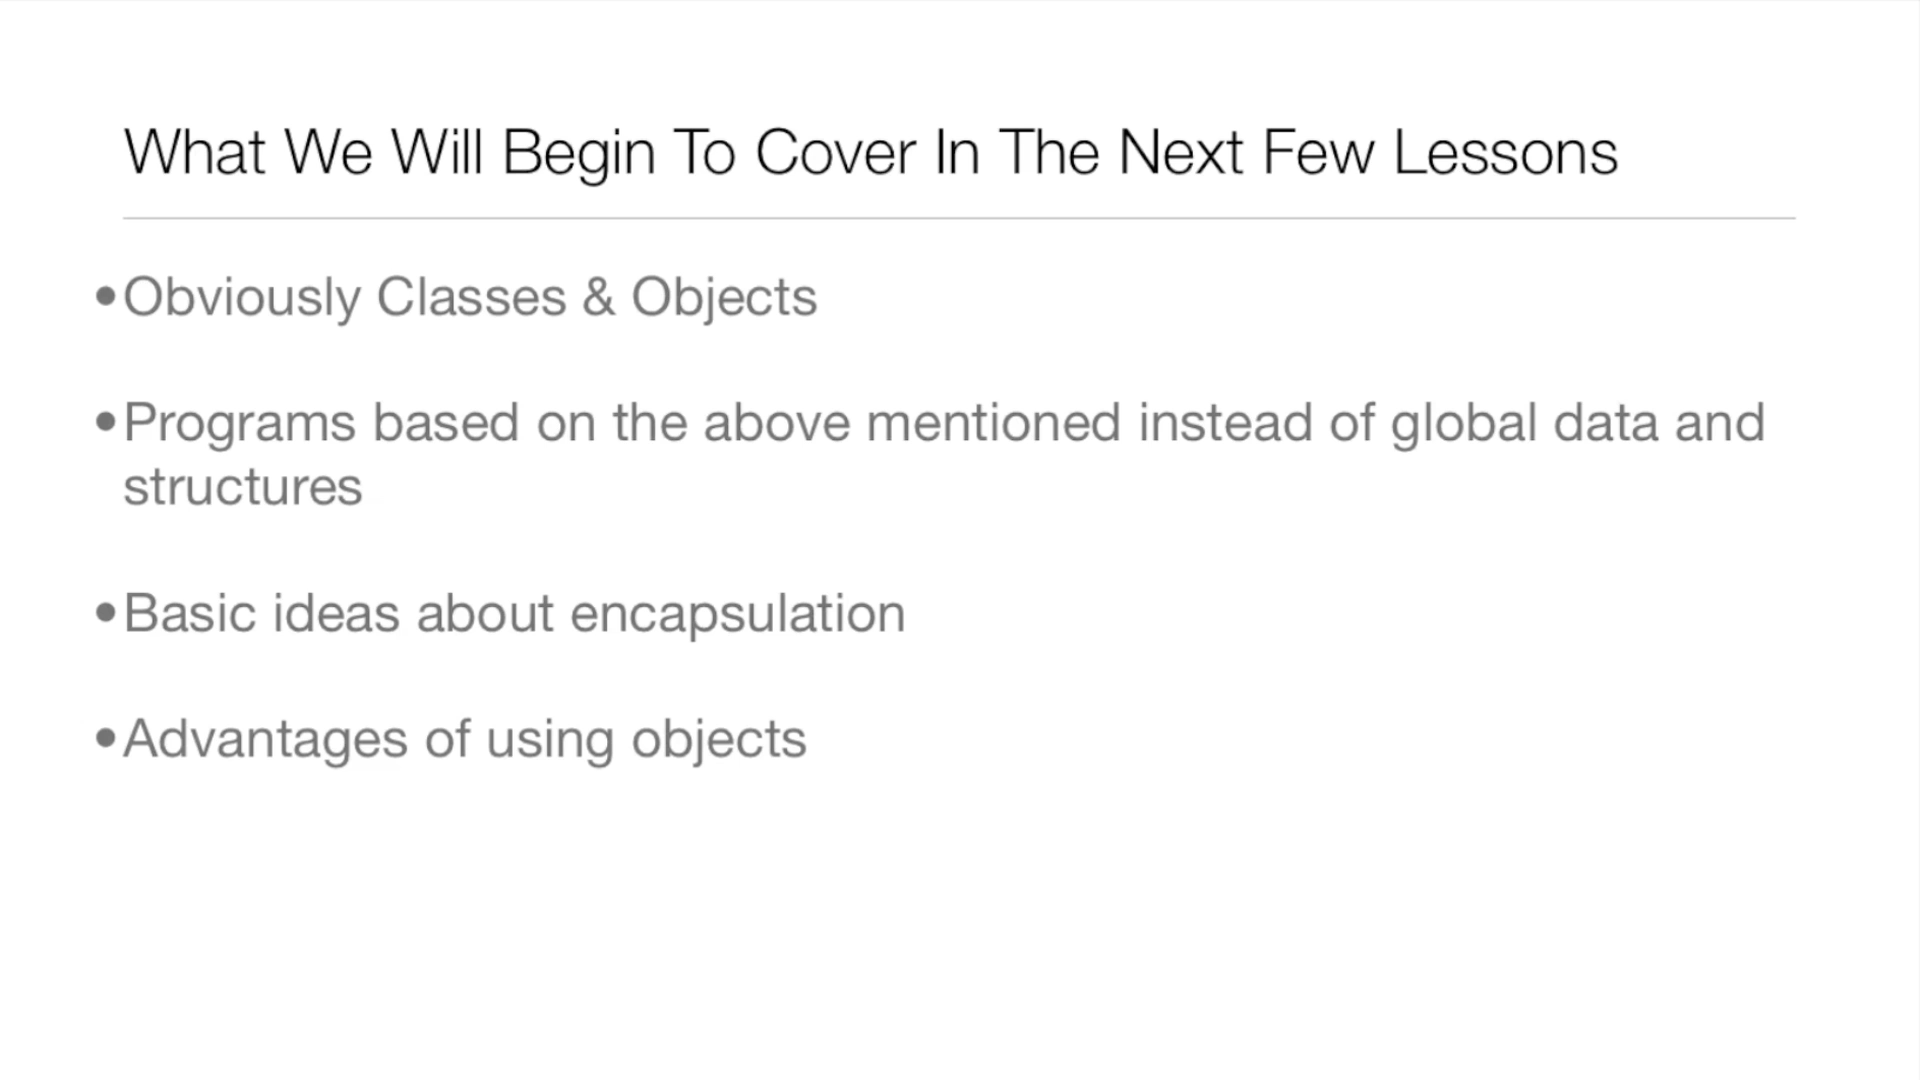 What We Will Begin To Cover In The Next Few Lessons
•Obviously Classes & Objects
•Programs based on the above mentioned instead of global data and
structures
•Basic ideas about encapsulation
•Advantages of using objects